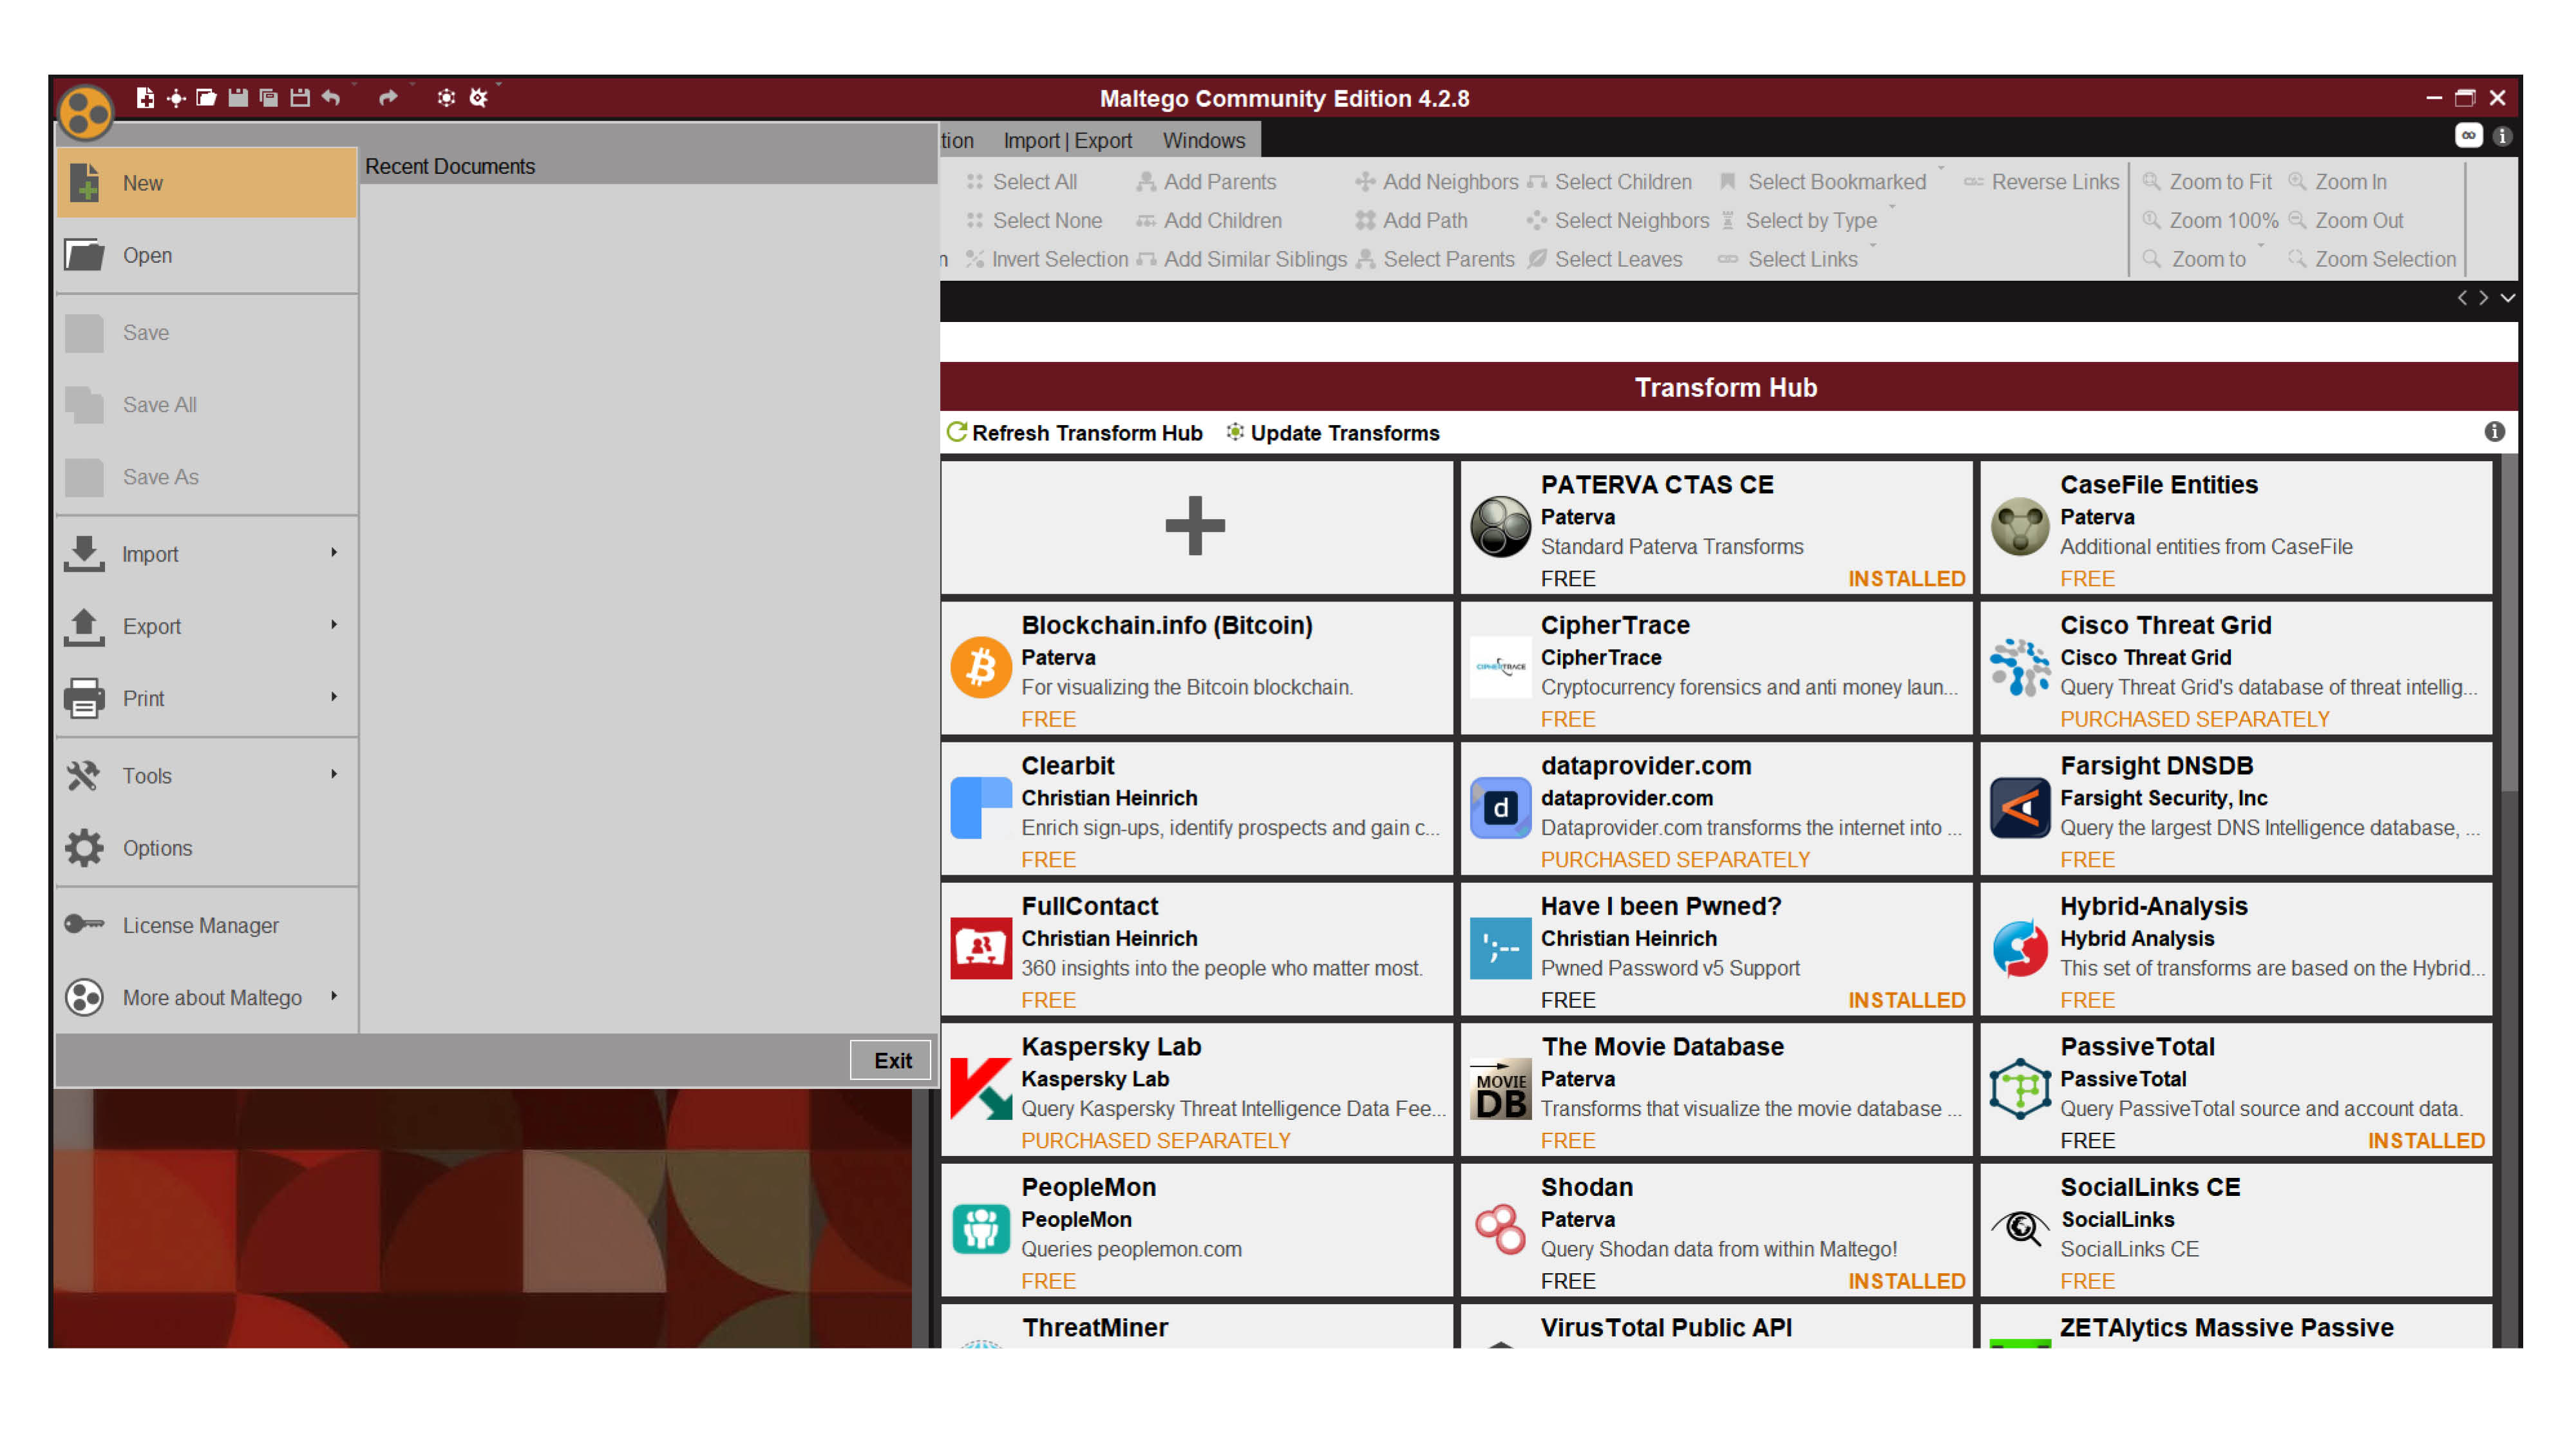 Maltego Community Edition 4.2.8
tion Import | Export Windows
New
Open
Save
Save All
Save As
Import
Export
Print
Tools
Options
License Manager
More about Maltego
Recent Documents
Exit
Select All Add Parents Add Neighbors Select Children Select Bookmarked Reverse Links Zoom to Fit Zoom In
Select None Add Children Add Path Select Neighbors Select by Type Zoom 100% Zoom Out
n Invert Selection Add Similar Siblings Select Parents Select Leaves Select Links Zoom to Zoom Selection
Transform Hub
Refresh Transform Hub Update Transforms
PATERVA CTAS CE
Paterva
Standard Paterva Transforms
FREE INSTALLED
CaseFile Entities
Paterva
Additional entities from CaseFile
FREE
Blockchain.info (Bitcoin)
Paterva
For visualizing the Bitcoin blockchain.
FREE
CipherTrace
CipherTrace
Cryptocurrency forensics and anti money laun...
FREE
CIPHERTRACE
Cisco Threat Grid
Cisco Threat Grid
Query Threat Grid's database of threat intellig...
PURCHASED SEPARATELY
Clearbit
Christian Heinrich
Enrich sign-ups, identify prospects and gain c...
FREE
d
dataprovider.com
dataprovider.com
Dataprovider.com transforms the internet into ...
PURCHASED SEPARATELY
Farsight DNSDB
Farsight Security, Inc
Query the largest DNS Intelligence database, ...
FREE
FullContact
Christian Heinrich
360 insights into the people who matter most.
FREE
';--
Have I been Pwned?
Christian Heinrich
Pwned Password v5 Support
FREE INSTALLED
Hybrid-Analysis
Hybrid Analysis
This set of transforms are based on the Hybrid...
FREE
Kaspersky Lab
Kaspersky Lab
Query Kaspersky Threat Intelligence Data Fee...
PURCHASED SEPARATELY
MOVIE
DB
The Movie Database
Paterva
Transforms that visualize the movie database ...
FREE
PassiveTotal
PassiveTotal
Query PassiveTotal source and account data.
FREE INSTALLED
PeopleMon
PeopleMon
Queries peoplemon.com
FREE
Shodan
Paterva
Query Shodan data from within Maltego!
FREE INSTALLED
SocialLinks CE
SocialLinks
SocialLinks CE
FREE
ThreatMiner
VirusTotal Public API
ZETAlytics Massive Passive